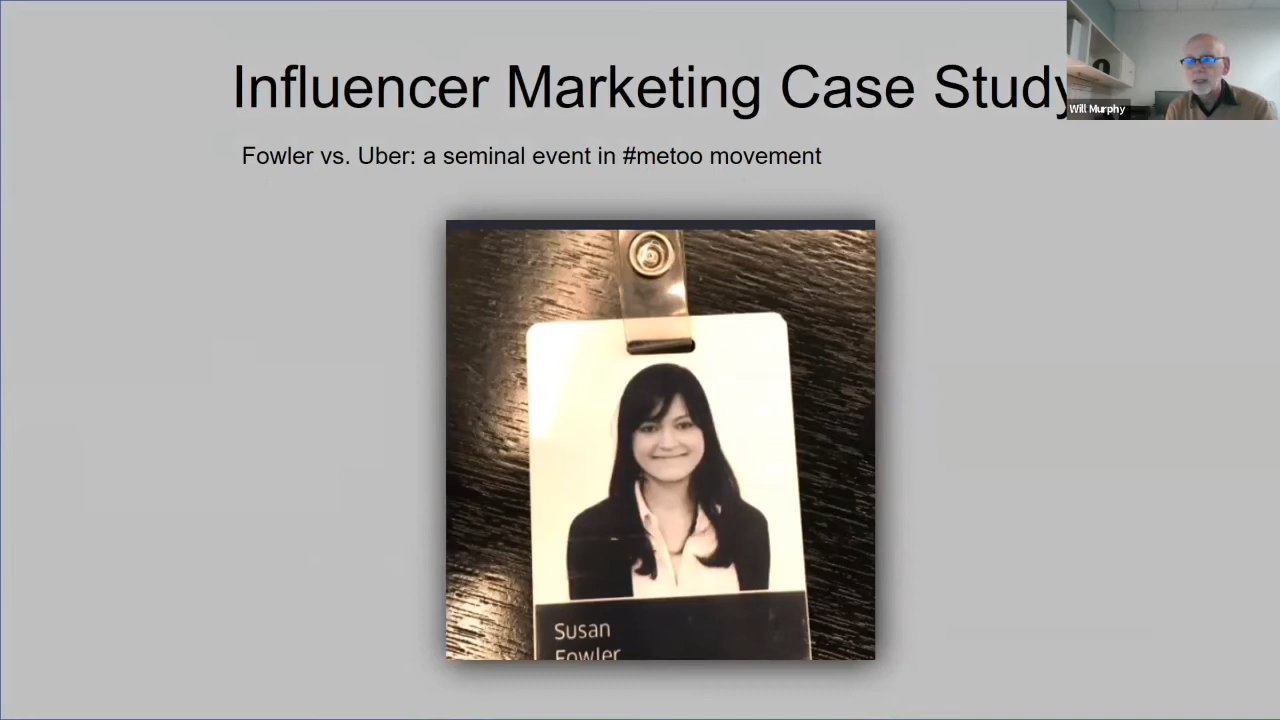 Influencer Marketing Case Study
Will Murphy
Fowler vs. Uber: a seminal event in #metoo movement
Susan
Fowler